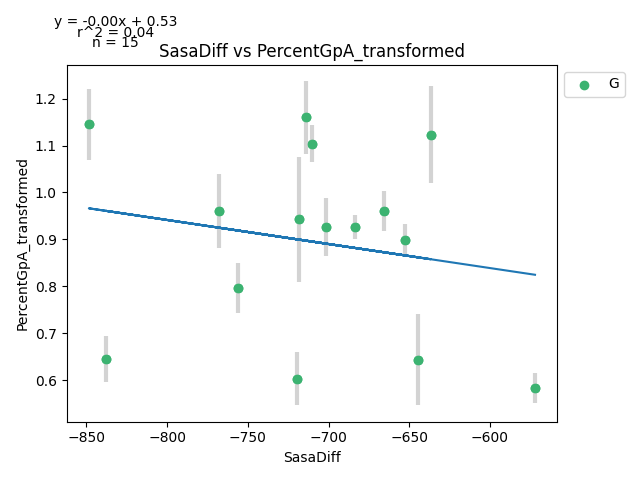 y = -0.00x + 0.53
r^2 = 0.04
n = 15
SasaDiff vs PercentGpA_transformed
G
PercentGpA_transformed
1.2
1.1
1.0
0.9
0.8
0.7
0.6
−850
−800
−750
−700
−650
−600
SasaDiff